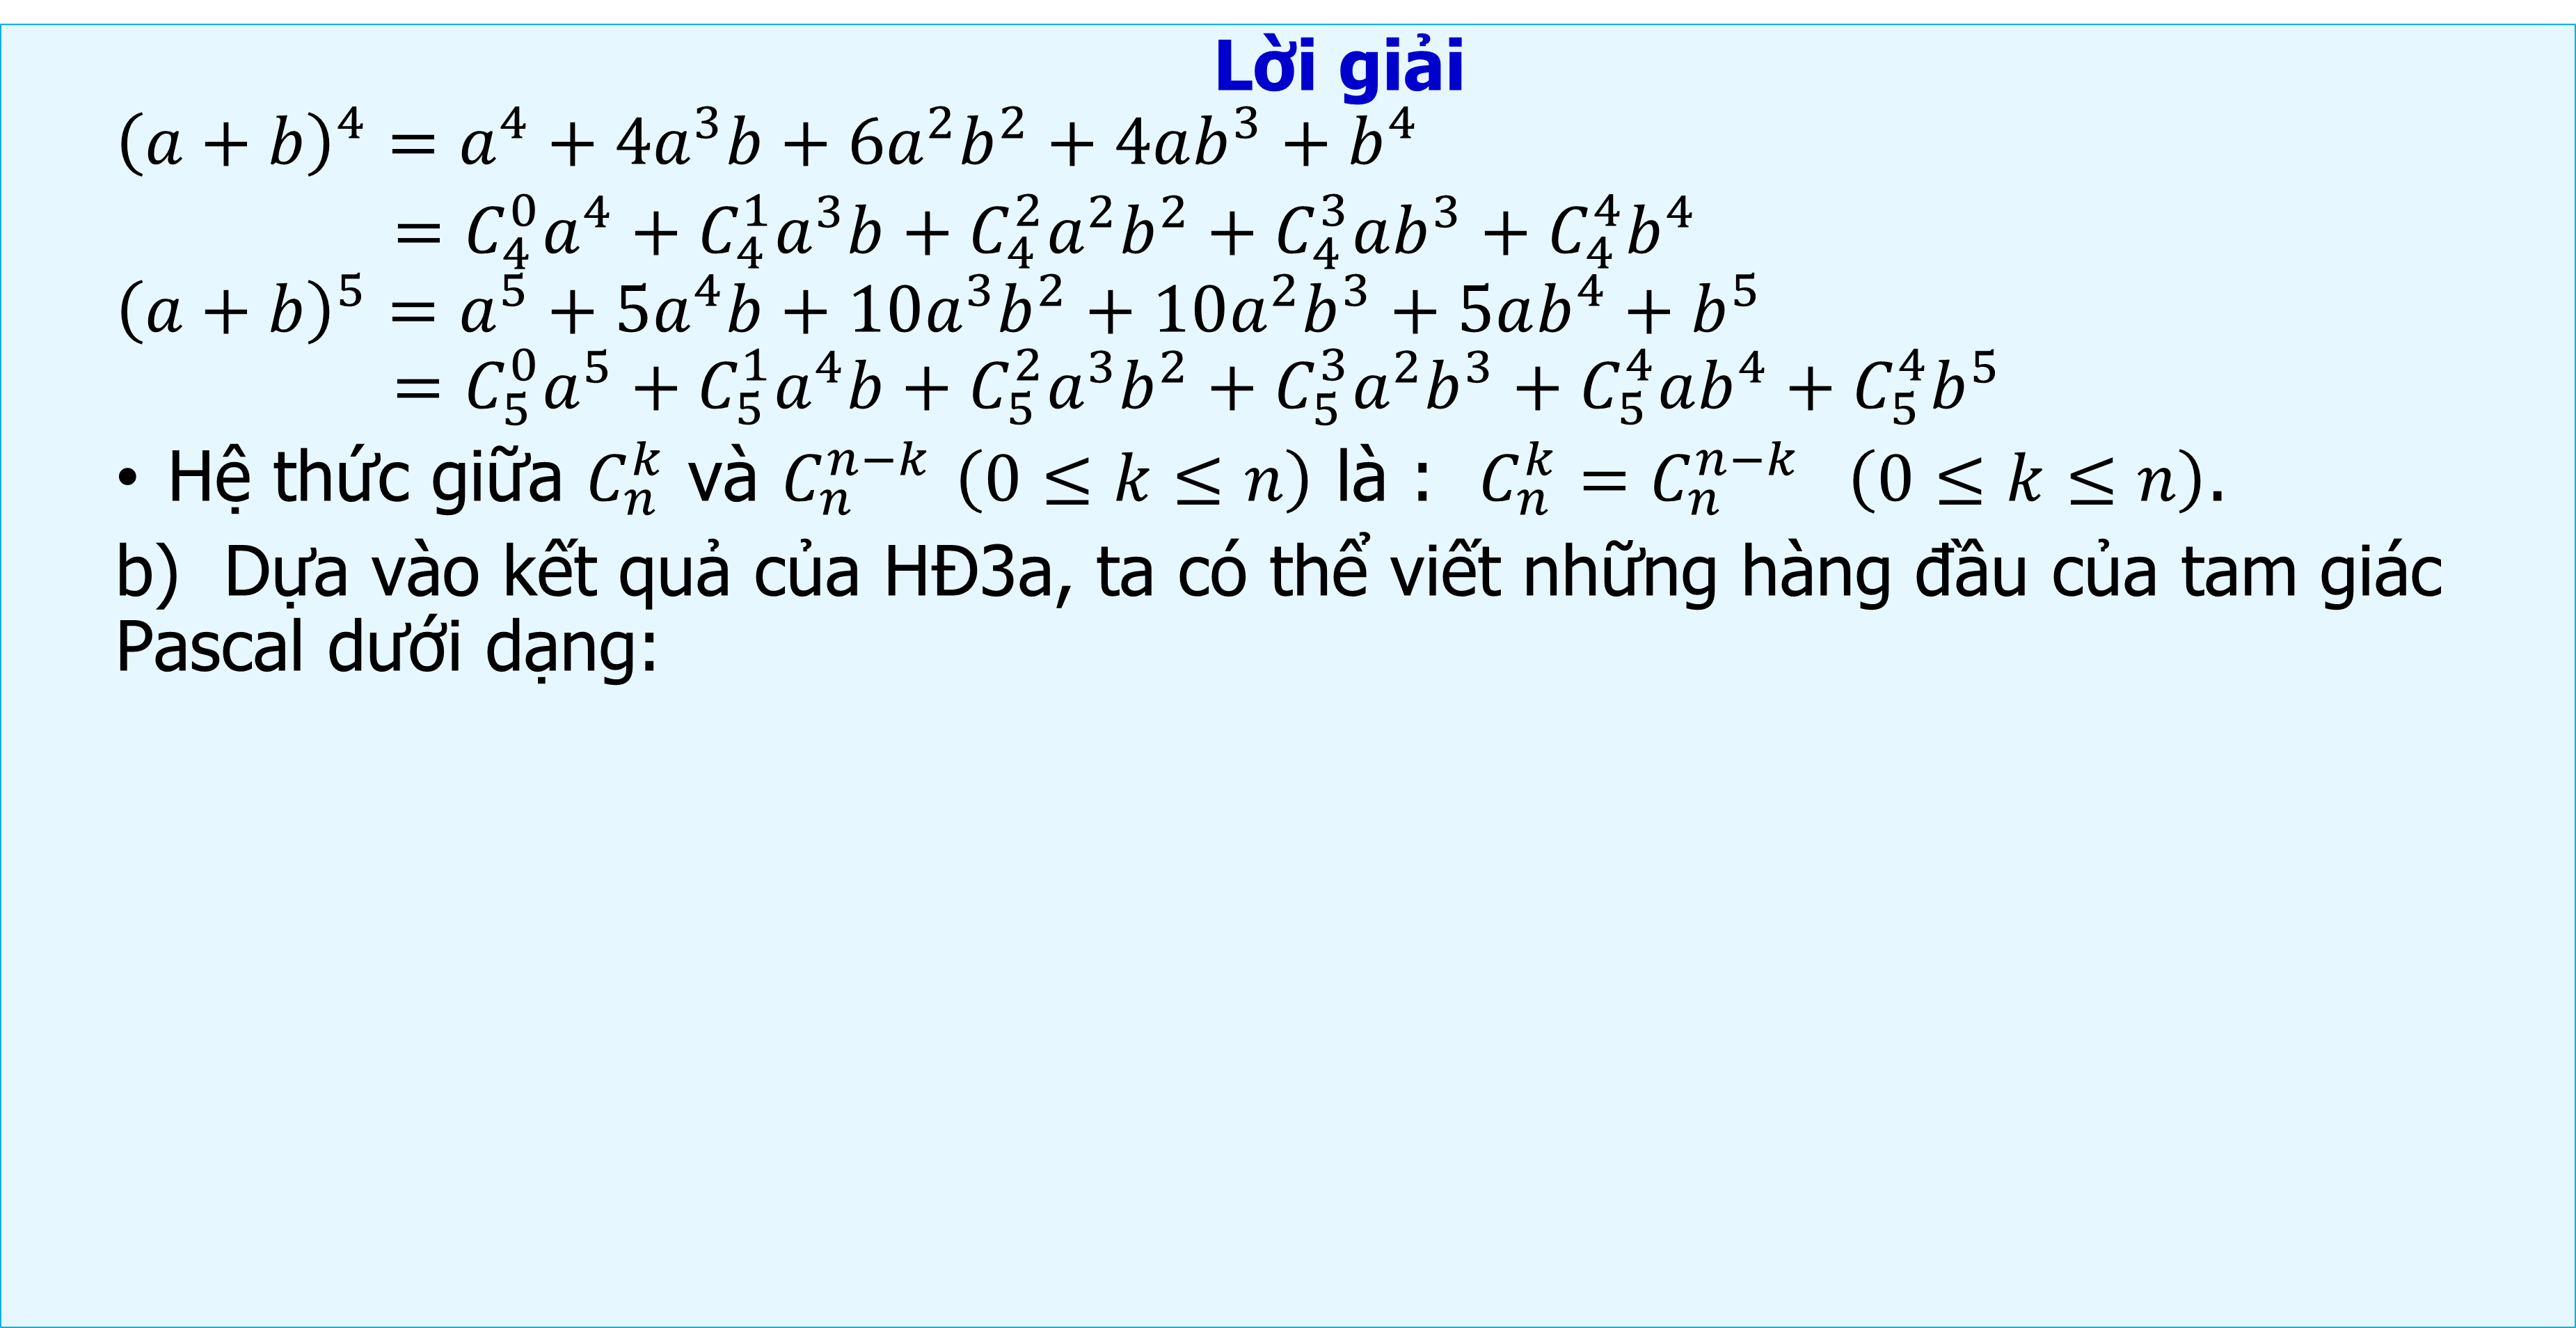 Lời giải
(a + b)⁴ = a⁴ + 4a³b + 6a²b² + 4ab³ + b⁴
= C₄⁰a⁴ + C₄¹a³b + C₄²a²b² + C₄³ab³ + C₄⁴b⁴
(a + b)⁵ = a⁵ + 5a⁴b + 10a³b² + 10a²b³ + 5ab⁴ + b⁵
= C₅⁰a⁵ + C₅¹a⁴b + C₅²a³b² + C₅³a²b³ + C₅⁴ab⁴ + C₅⁴b⁵
• Hệ thức giữa Cₙᵏ và Cₙⁿ⁻ᵏ (0 ≤ k ≤ n) là : Cₙᵏ = Cₙⁿ⁻ᵏ (0 ≤ k ≤ n).
b) Dựa vào kết quả của HĐ3a, ta có thể viết những hàng đầu của tam giác
Pascal dưới dạng: